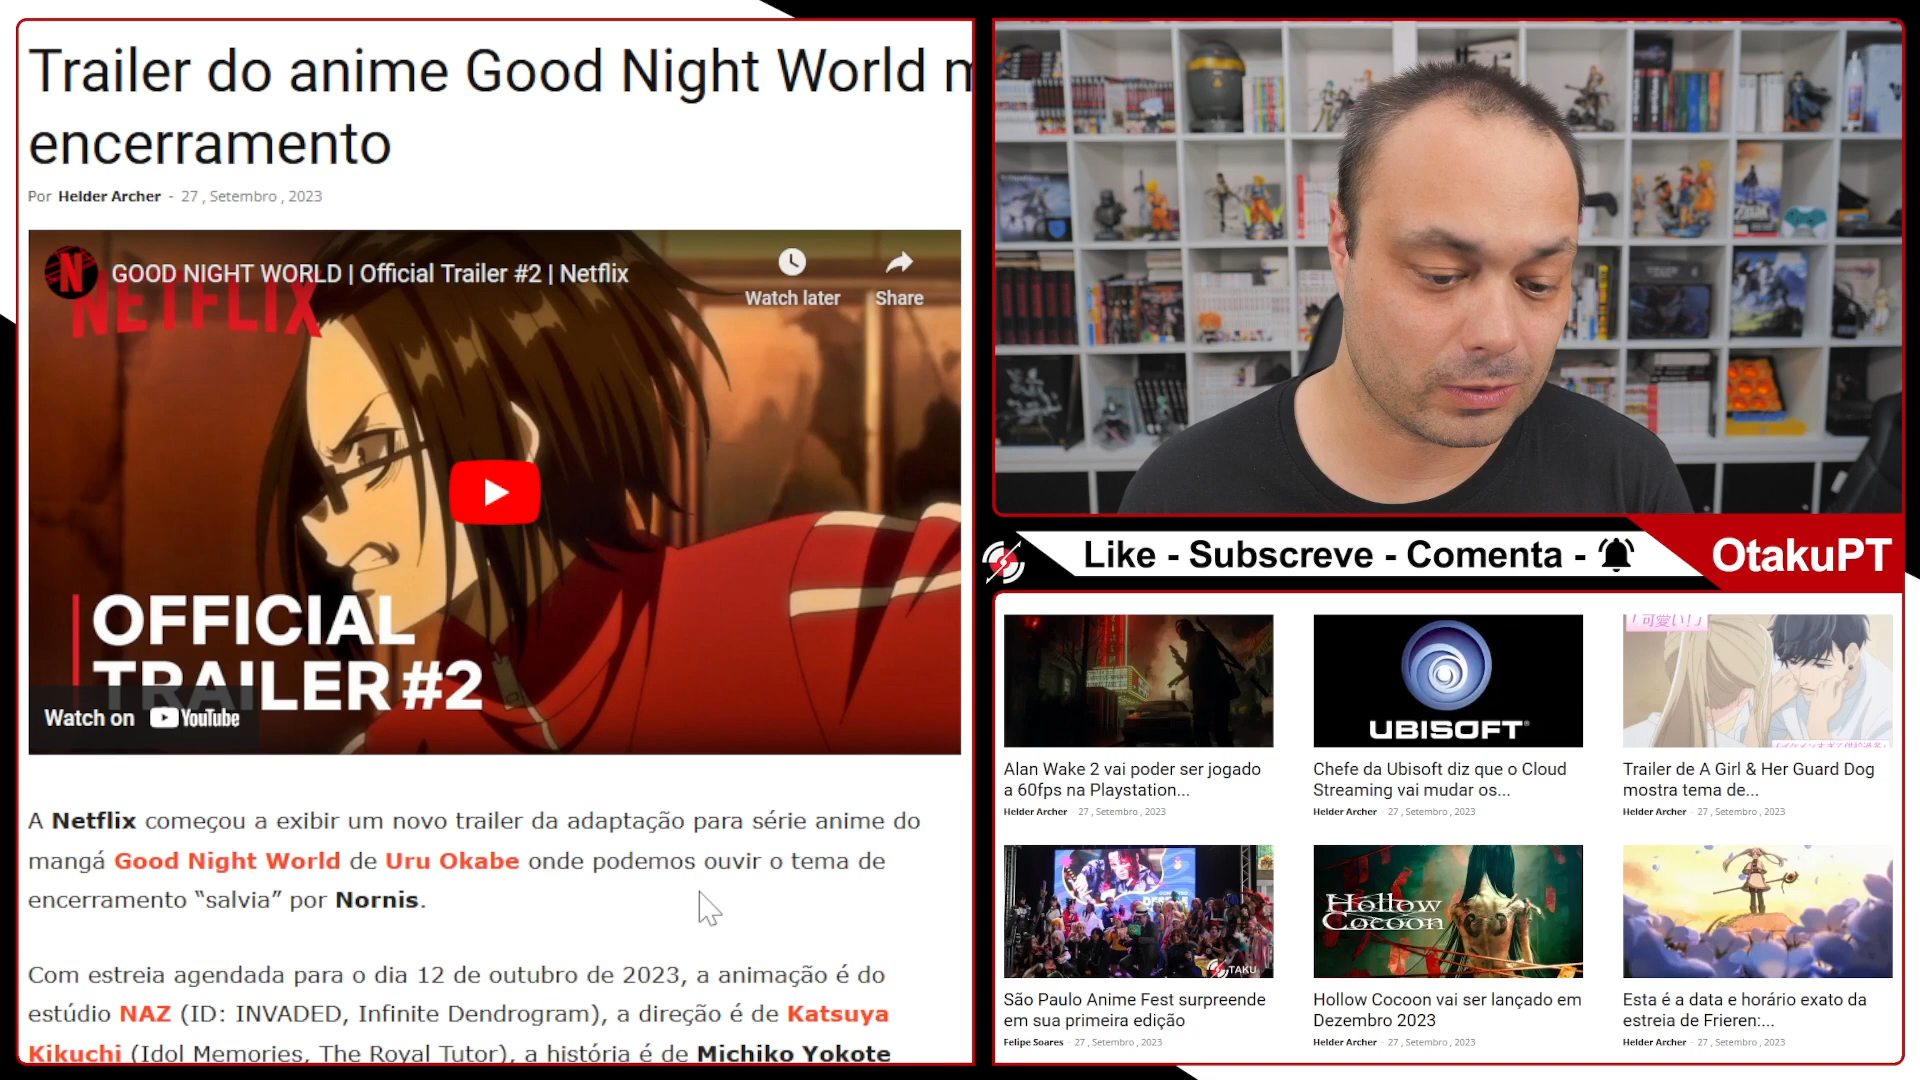 Trailer do anime Good Night World
encerramento
Por Helder Archer - 27 , Setembro , 2023
GOOD NIGHT WORLD | Official Trailer #2 | Netflix
Watch later
Share
NETFLIX
OFFICIAL
TRAILER #2
Watch on YouTube
A Netflix começou a exibir um novo trailer da adaptação para série anime do
mangá Good Night World de Uru Okabe onde podemos ouvir o tema de
encerramento “salvia” por Nornis.
Com estreia agendada para o dia 12 de outubro de 2023, a animação é do
estúdio NAZ (ID: INVADED, Infinite Dendrogram), a direção é de Katsuya
Kikuchi (Idol Memories, The Royal Tutor), a história é de Michiko Yokote
Like - Subscreve - Comenta -
OtakuPT
UBISOFT
「可愛い!」
Alan Wake 2 vai poder ser jogado
a 60fps na Playstation...
Helder Archer - 27 , Setembro , 2023
Chefe da Ubisoft diz que o Cloud
Streaming vai mudar os...
Helder Archer - 27 , Setembro , 2023
Trailer de A Girl & Her Guard Dog
mostra tema de...
Helder Archer - 27 , Setembro , 2023
TAKU
Hollow
Cocoon
São Paulo Anime Fest surpreende
em sua primeira edição
Felipe Soares - 27 , Setembro , 2023
Hollow Cocoon vai ser lançado em
Dezembro 2023
Helder Archer - 27 , Setembro , 2023
Esta é a data e horário exato da
estreia de Frieren:...
Helder Archer - 27 , Setembro , 2023